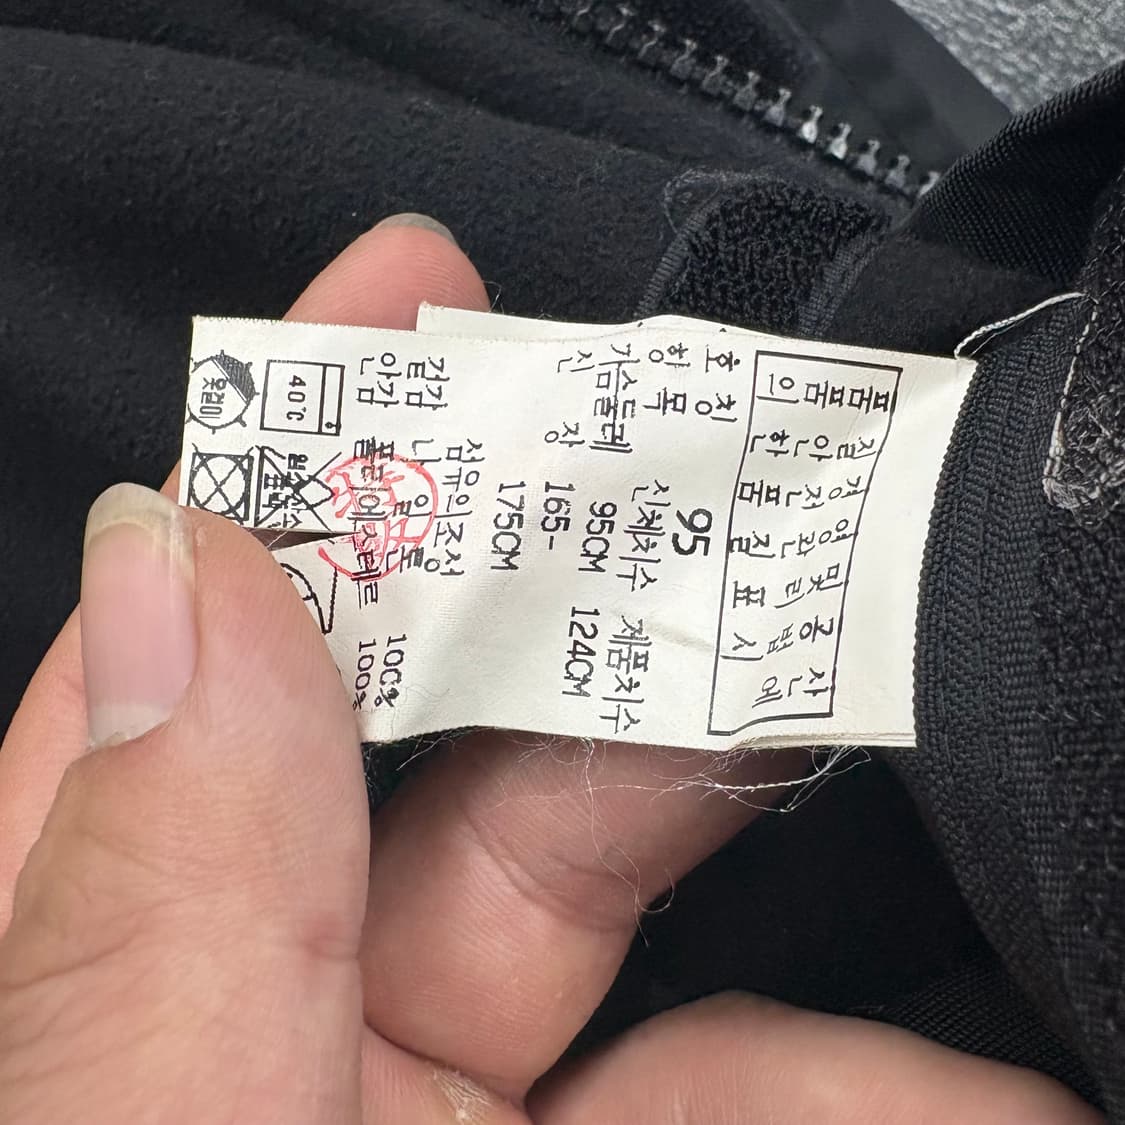 품질경영 및 공산
품안전관리법에
의한 품질표시
호 칭 95
항 목 신체치수 제품치수
가슴둘레 95CM 124CM
신 장 165-
175CM
섬유의조성
겉감 나일론 100%
안감 폴리에스테르 100%
40℃
옷걸이